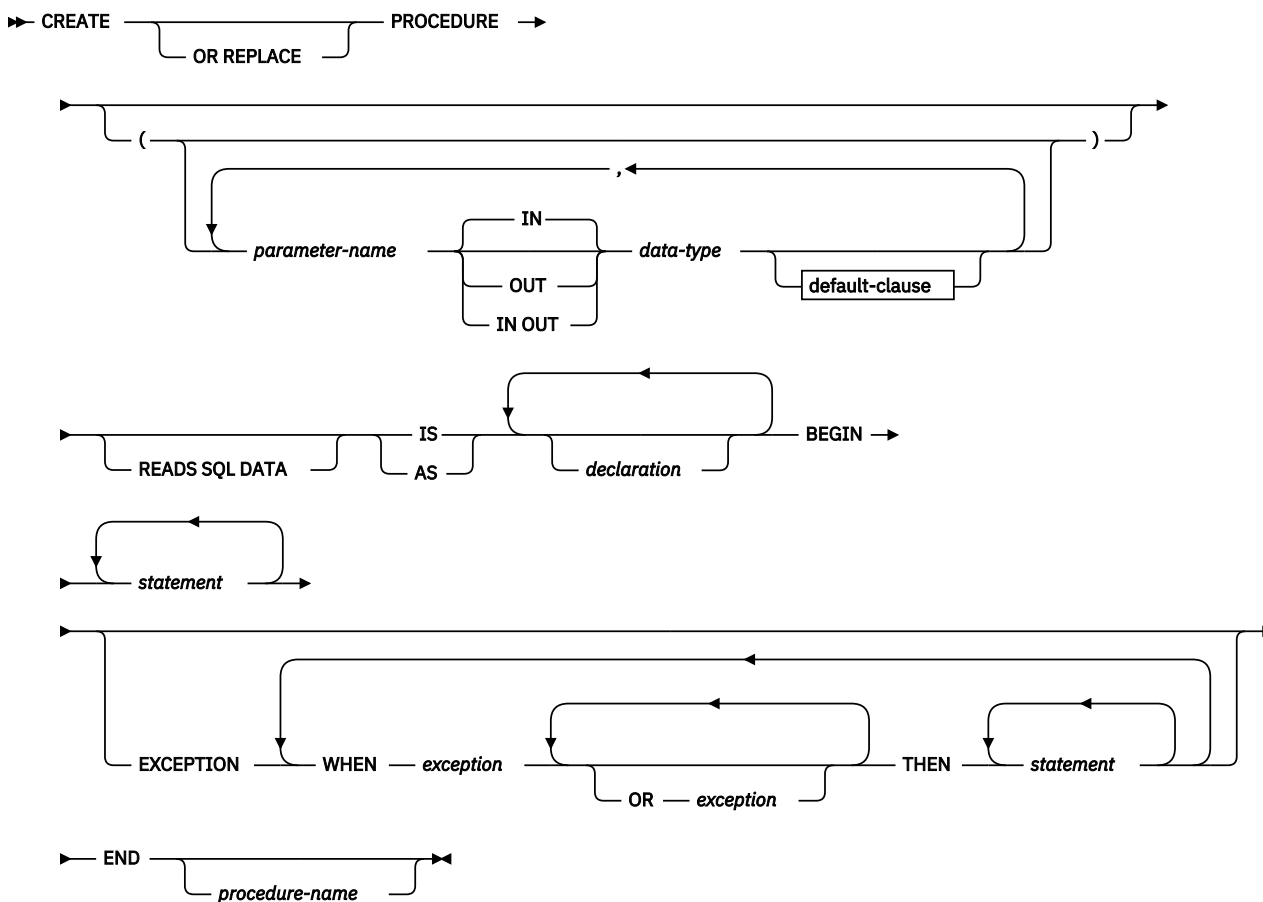 CREATE PROCEDURE
OR REPLACE
( )
,
IN
parameter-name data-type
OUT default-clause
IN OUT
IS BEGIN
READS SQL DATA AS declaration
statement
EXCEPTION WHEN exception THEN statement
OR exception
END
procedure-name